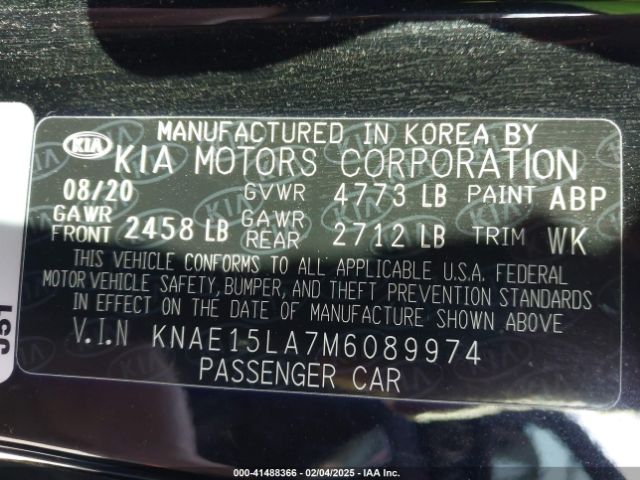 MANUFACTURED IN KOREA BY
KIA KIA MOTORS CORPORATION
08/20 GVWR 4773 LB PAINT ABP
GAWR FRONT 2458 LB GAWR REAR 2712 LB TRIM WK
THIS VEHICLE CONFORMS TO ALL APPLICABLE U.S.A. FEDERAL
MOTOR VEHICLE SAFETY, BUMPER, AND THEFT PREVENTION STANDARDS
IN EFFECT ON THE DATE OF MANUFACTURE SHOWN ABOVE
V.I.N KNAE15LA7M6089974
PASSENGER CAR
000-41488366 - 02/04/2025 - IAA Inc.